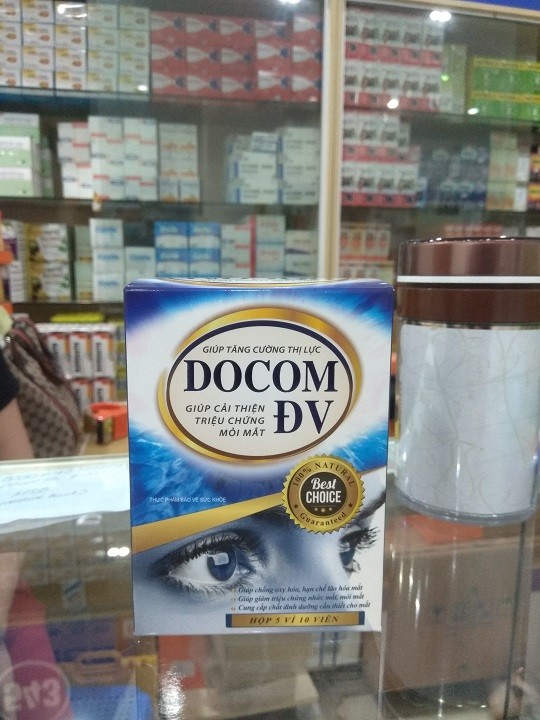 GIÚP TĂNG CƯỜNG THỊ LỰC
DOCOM
GIÚP CẢI THIỆN
TRIỆU CHỨNG
MỎI MẮT
ĐV
100% NATURAL
Best
CHOICE
Guaranteed
THỰC PHẨM BẢO VỆ SỨC KHỎE
Giúp chống oxy hóa, hạn chế lão hóa mắt
Giúp giảm triệu chứng nhức mắt, mỏi mắt
Cung cấp chất dinh dưỡng cần thiết cho mắt
HỘP 5 VỈ 10 VIÊN